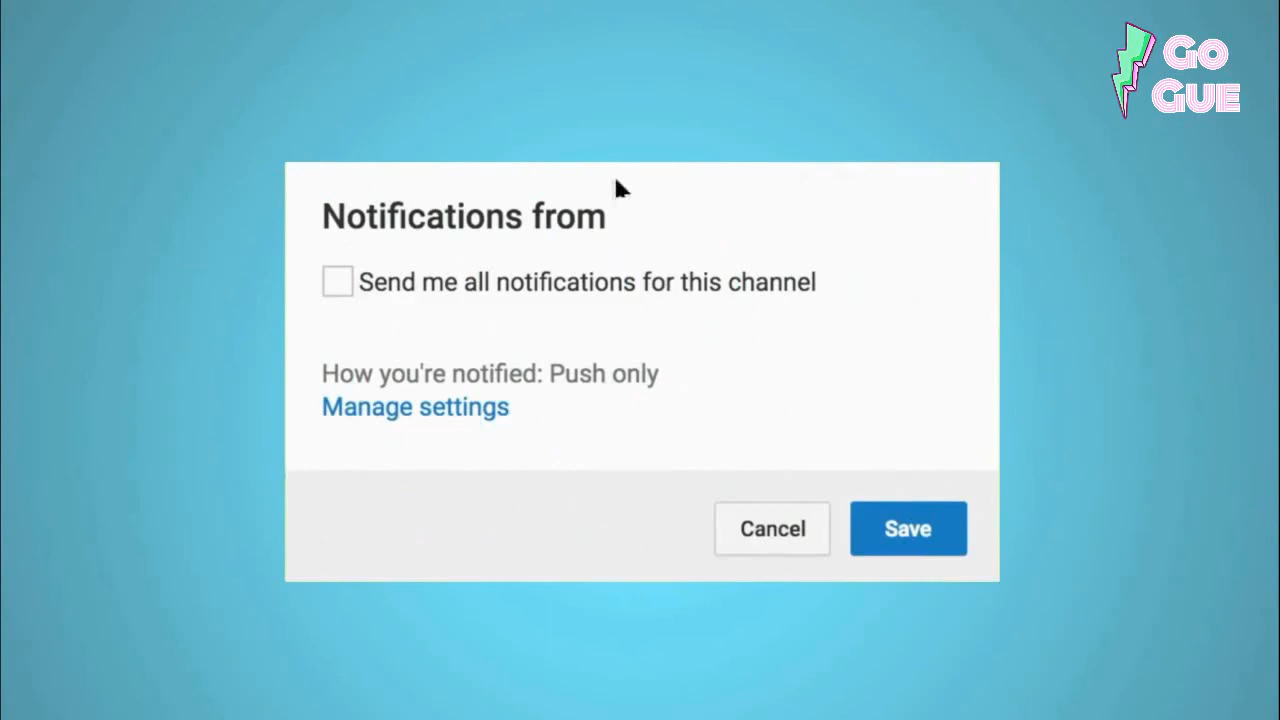 Go
Gue
Notifications from
Send me all notifications for this channel
How you're notified: Push only
Manage settings
Cancel
Save